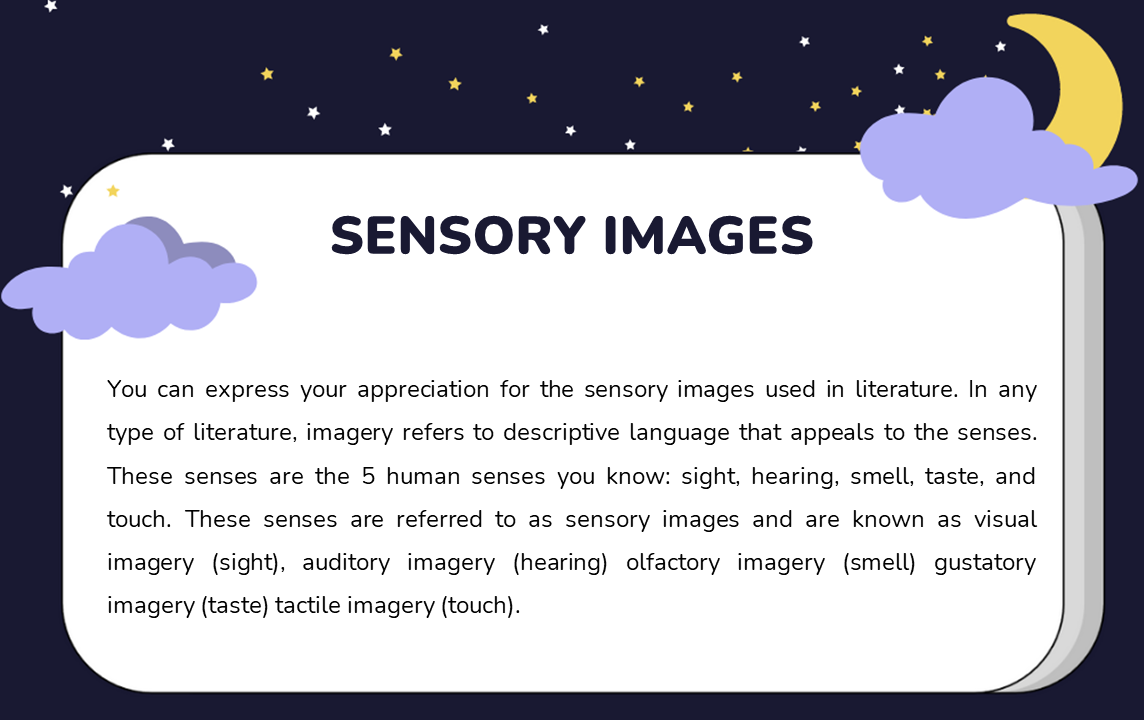 SENSORY IMAGES
You can express your appreciation for the sensory images used in literature. In any
type of literature, imagery refers to descriptive language that appeals to the senses.
These senses are the 5 human senses you know: sight, hearing, smell, taste, and
touch. These senses are referred to as sensory images and are known as visual
imagery (sight), auditory imagery (hearing) olfactory imagery (smell) gustatory
imagery (taste) tactile imagery (touch).